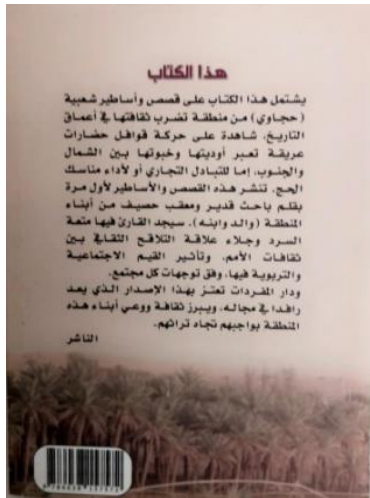 هذا الكتاب
يشتمل هذا الكتاب على قصص وأساطير شعبية
(حجاوي) من منطقة تضرب ثقافتها في أعماق
التاريخ، شاهدة على حركة قوافل حضارات
عريقة تعبر أوديتها وخبوتها بين الشمال
والجنوب، إما للتبادل التجاري أو لأداء مناسك
الحج. تنشر هذه القصص والأساطير لأول مرة
بقلم باحث قدير ومعقب حصيف من أبناء
المنطقة (والد وابنه). سيجد القارئ فيها متعة
السرد وجلاء علاقة التلاقح الثقافي بين
ثقافات الأمم، وتأثير القيم الاجتماعية
والتربوية فيها، وفق توجهات كل مجتمع.
ودار المفردات تعتز بهذا الإصدار الذي يعد
رافدا في مجاله، ويبرز ثقافة ووعي أبناء هذه
المنطقة بواجبهم تجاه تراثهم.
الناشر